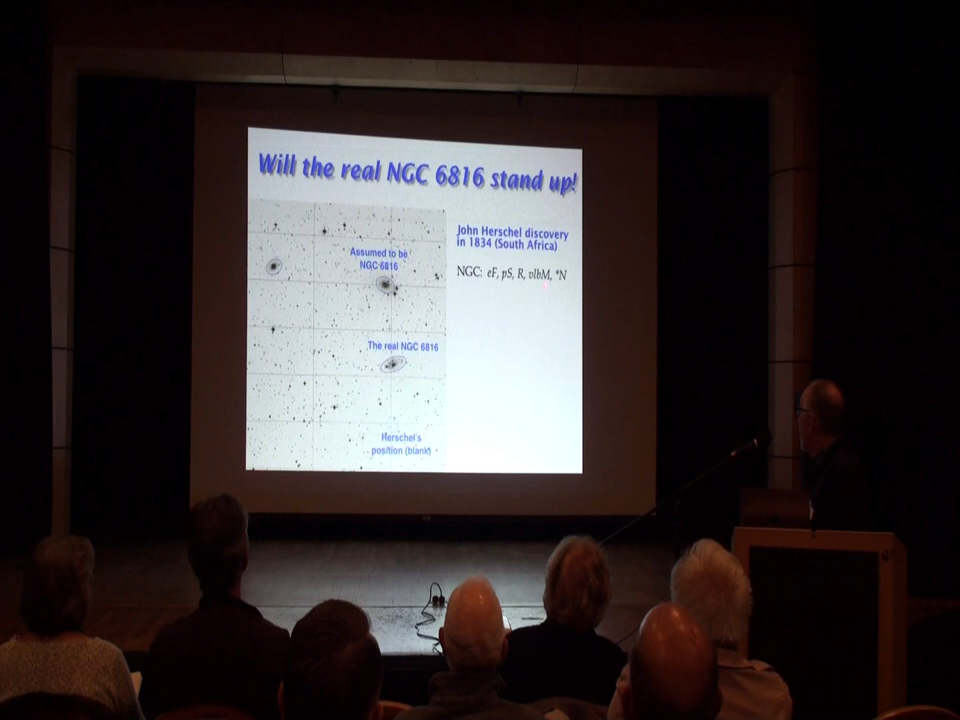 Will the real NGC 6816 stand up!
John Herschel discovery
in 1834 (South Africa)
NGC: eF, pS, R, vlbM, *N
Assumed to be
NGC 6816
The real NGC 6816
Herschel's
position (blank)